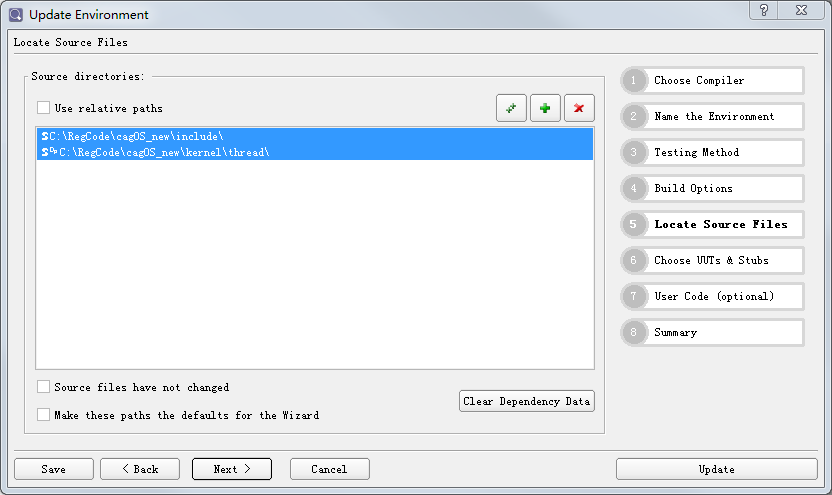 Update Environment
Locate Source Files
Source directories:
Use relative paths
S C:\RegCode\cagOS_new\include\
S C:\RegCode\cagOS_new\kernel\thread\
Source files have not changed
Make these paths the defaults for the Wizard
Clear Dependency Data
1 Choose Compiler
2 Name the Environment
3 Testing Method
4 Build Options
5 Locate Source Files
6 Choose UUTs & Stubs
7 User Code (optional)
8 Summary
Save
< Back
Next >
Cancel
Update